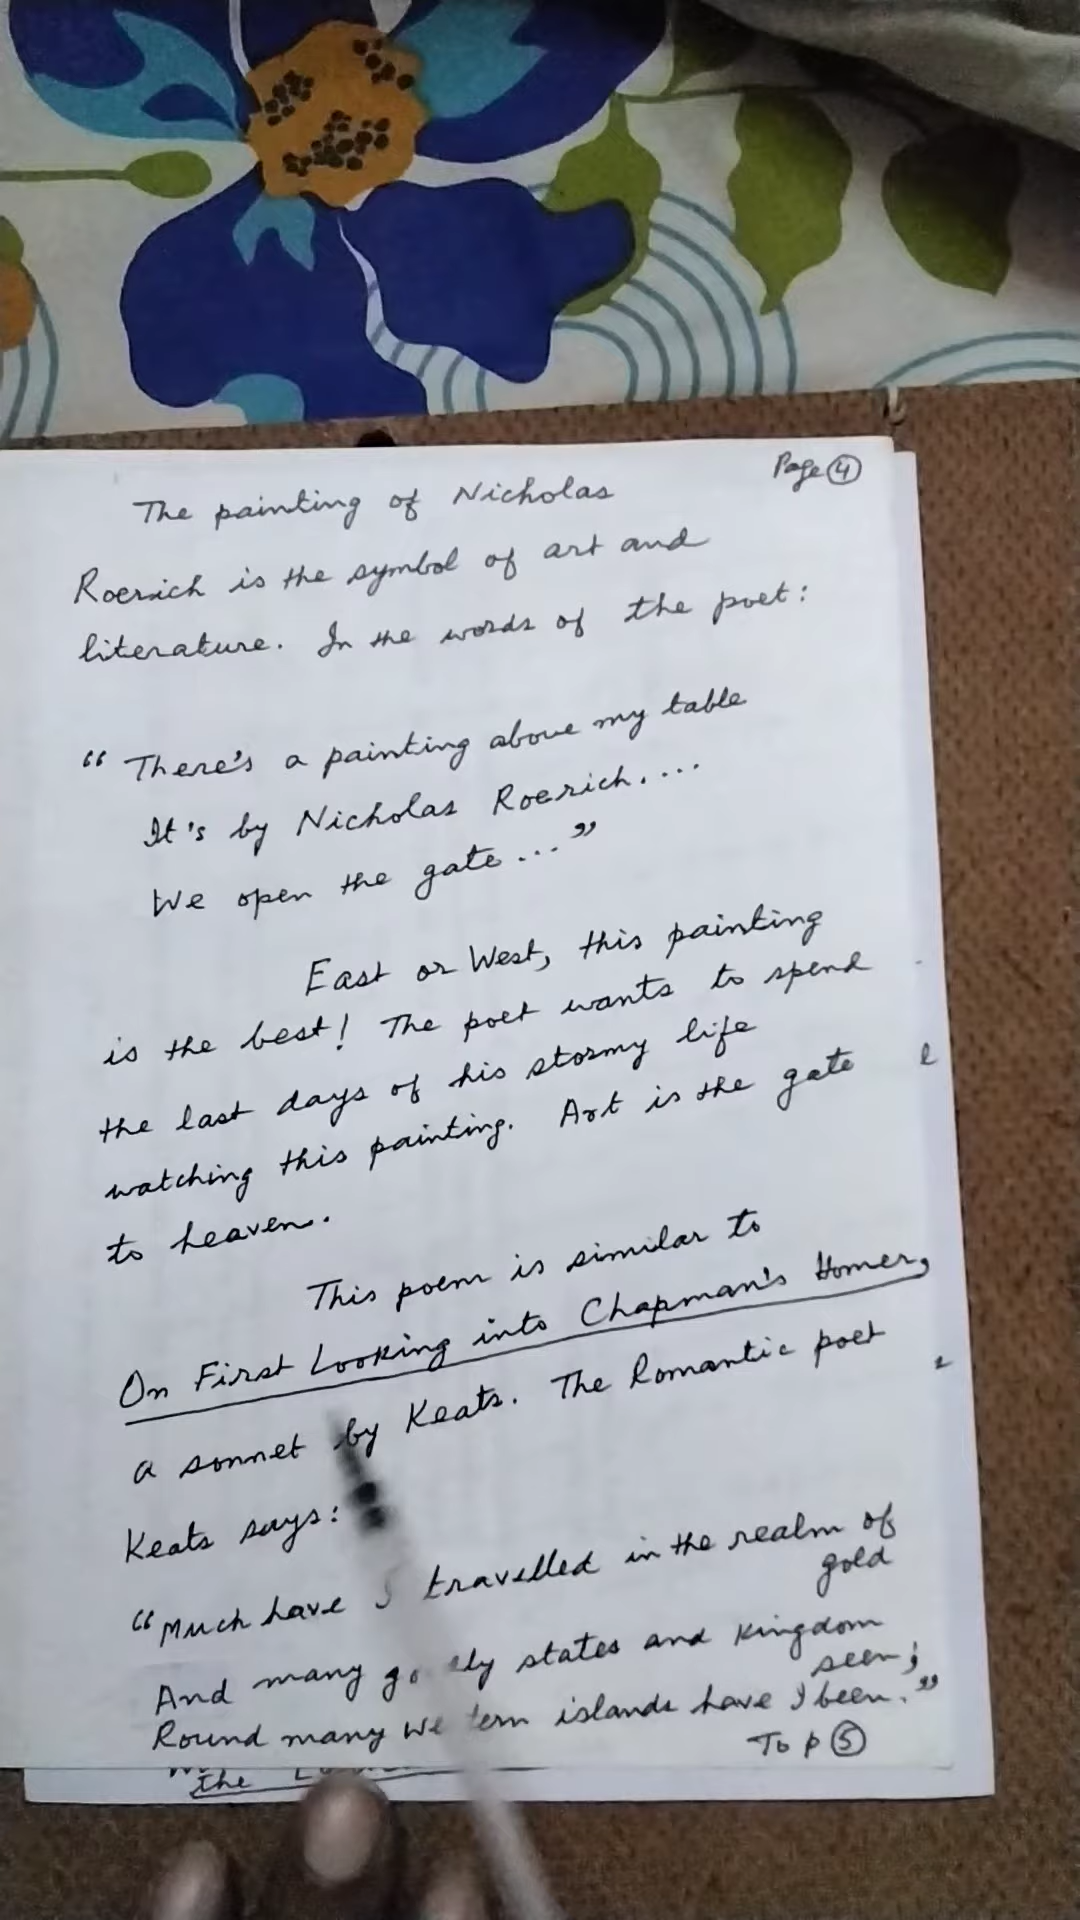 Page 4
The painting of Nicholas
Roerich is the symbol of art and
literature. In the words of the poet:
“There's a painting above my table
It's by Nicholas Roerich....
We open the gate...”
East or West, this painting
is the best! The poet wants to spend
the last days of his stormy life
watching this painting. Art is the gate
to heaven.
This poem is similar to
On First Looking into Chapman's Homer,
a sonnet by Keats. The Romantic poet
Keats says:
“Much have I travelled in the realm of
gold
And many goodly states and kingdom
seen;
Round many western islands have I been.”
To p 5
the